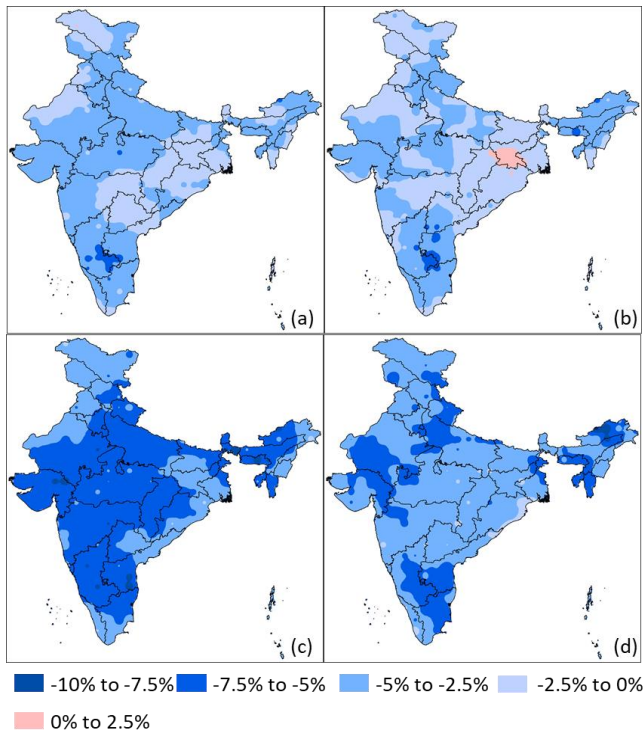 (a)
(b)
(c)
(d)
-10% to -7.5%
-7.5% to -5%
-5% to -2.5%
-2.5% to 0%
0% to 2.5%